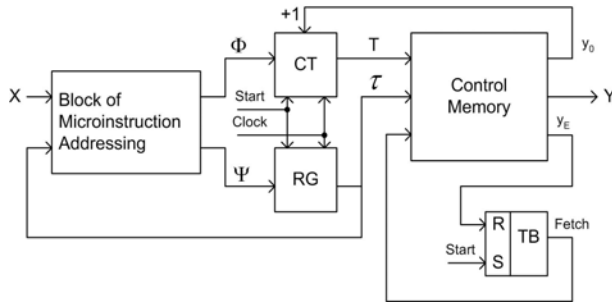 +1
Φ
CT
T
y₀
X
Block of
Microinstruction
Addressing
Start
Clock
τ
Control
Memory
Y
y_E
Ψ
RG
R
S
TB
Fetch
Start